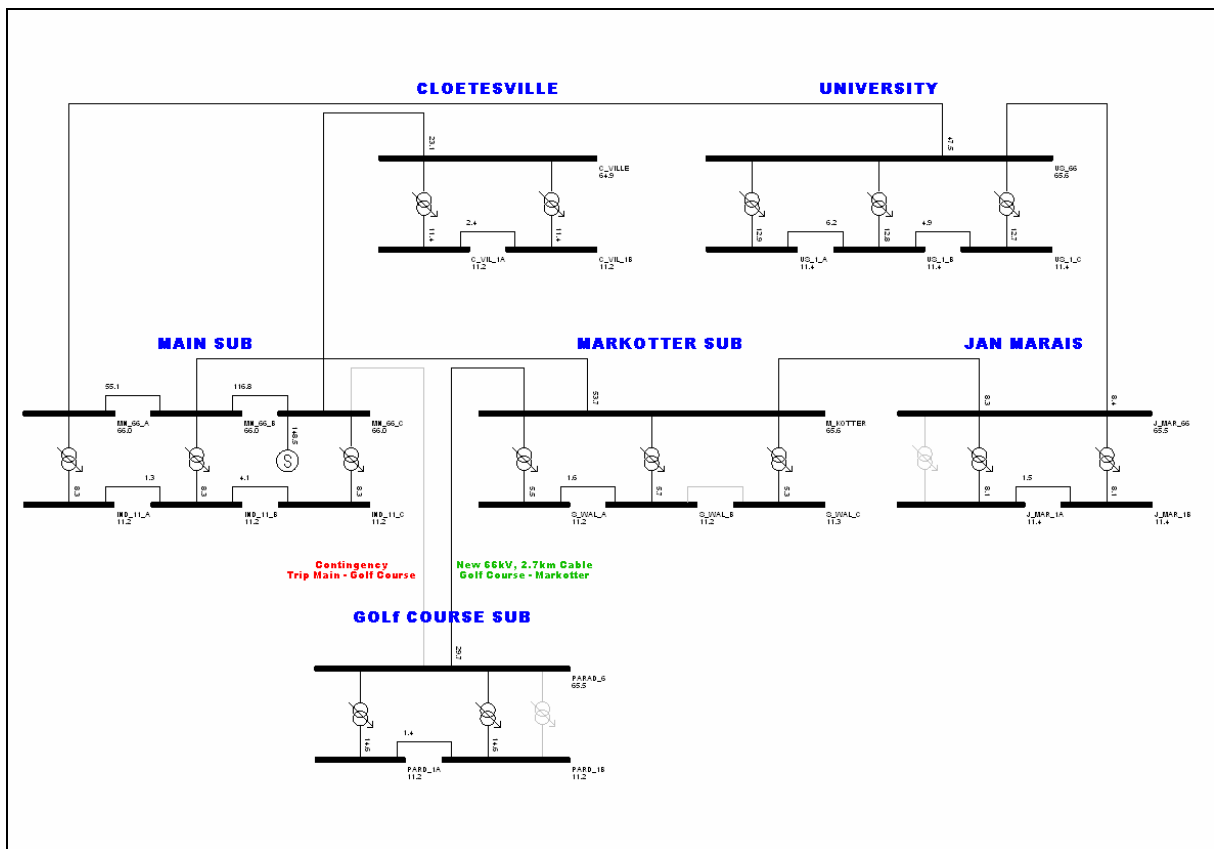 CLOETESVILLE
UNIVERSITY
23.1
47.5
C_VILLE
64.9
US_66
65.6
2.4
6.2
4.9
11.4
11.4
12.9
12.8
12.7
C_VIL_1A
11.2
C_VIL_1B
11.2
US_1_A
11.4
US_1_B
11.4
US_1_C
11.4
MAIN SUB
MARKOTTER SUB
JAN MARAIS
55.1
116.8
53.7
8.3
8.4
MN_66_A
66.0
MN_66_B
66.0
MN_66_C
66.0
M_KOTTER
65.6
J_MAR_66
65.5
148.5
S
1.3
4.1
1.6
1.5
8.3
8.3
8.3
5.5
5.7
5.3
8.1
8.1
IND_11_A
11.2
IND_11_B
11.2
IND_11_C
11.2
S_WAL_A
11.2
S_WAL_B
11.2
S_WAL_C
11.3
J_MAR_1A
11.4
J_MAR_1B
11.4
Contingency
Trip Main - Golf Course
New 66kV, 2.7km Cable
Golf Course - Markotter
GOLf COURSE SUB
29.7
PARAD_6
65.5
1.4
14.6
14.6
PARD_1A
11.2
PARD_1B
11.2